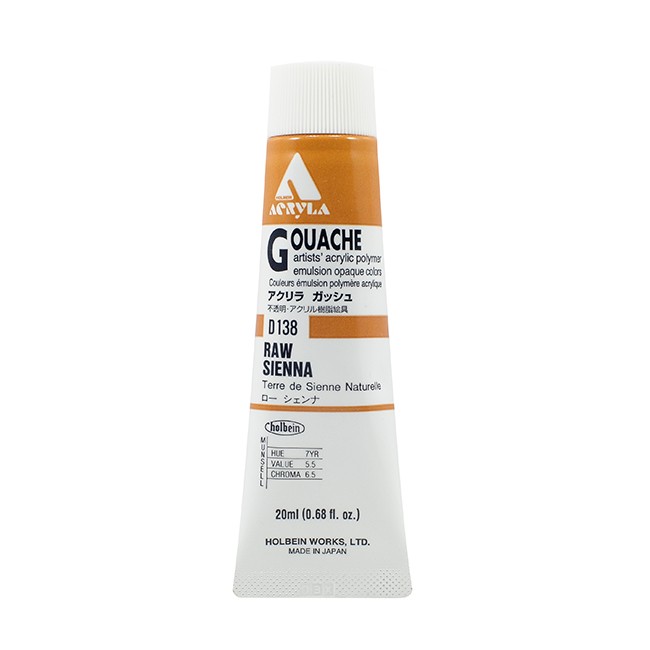 HOLBEIN
ACRYLA
GOUACHE
artists' acrylic polymer
emulsion opaque colors
Couleurs émulsion polymère acrylique
アクリラ ガッシュ
不透明・アクリル樹脂絵具
D138
RAW
SIENNA
Terre de Sienne Naturelle
ロー シェンナ
holbein
MUNSELL
HUE 7YR
VALUE 5.5
CHROMA 6.5
20ml (0.68 fl. oz.)
HOLBEIN WORKS, LTD.
MADE IN JAPAN